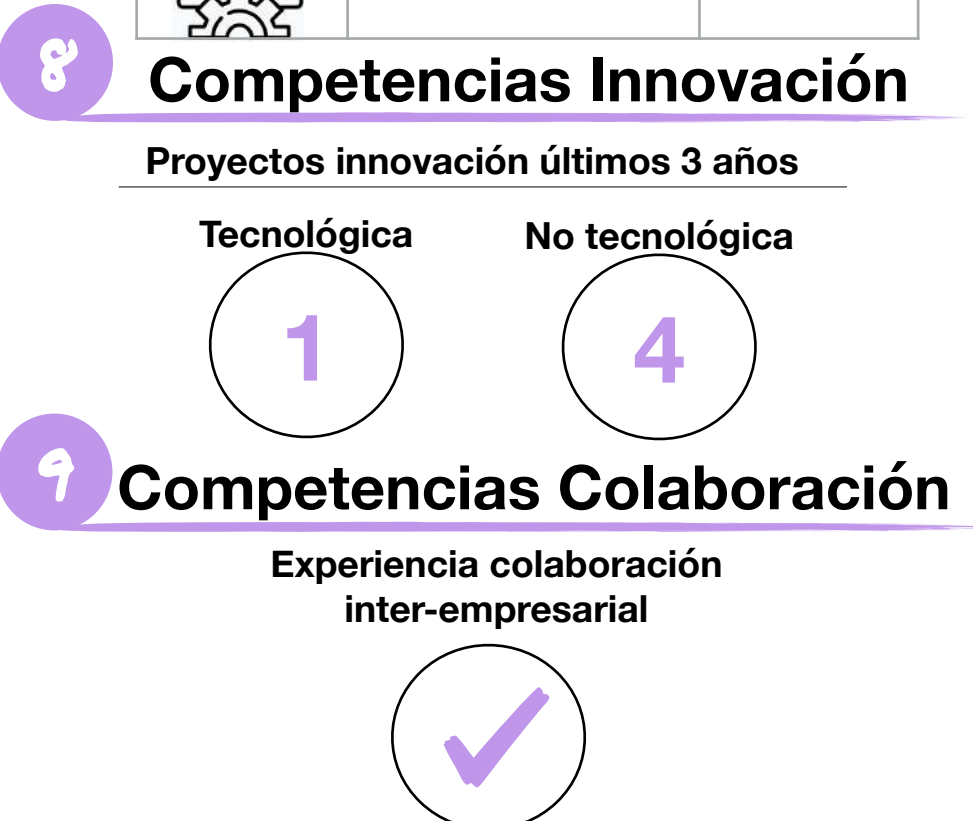 8
Competencias Innovación
Proyectos innovación últimos 3 años
Tecnológica
No tecnológica
1
4
9
Competencias Colaboración
Experiencia colaboración
inter-empresarial